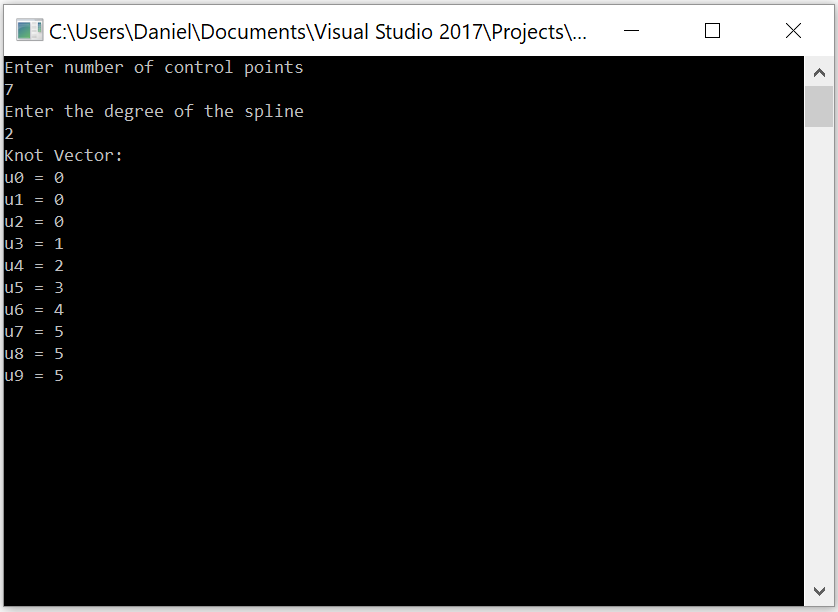 C:\Users\Daniel\Documents\Visual Studio 2017\Projects\...
Enter number of control points
7
Enter the degree of the spline
2
Knot Vector:
u0 = 0
u1 = 0
u2 = 0
u3 = 1
u4 = 2
u5 = 3
u6 = 4
u7 = 5
u8 = 5
u9 = 5